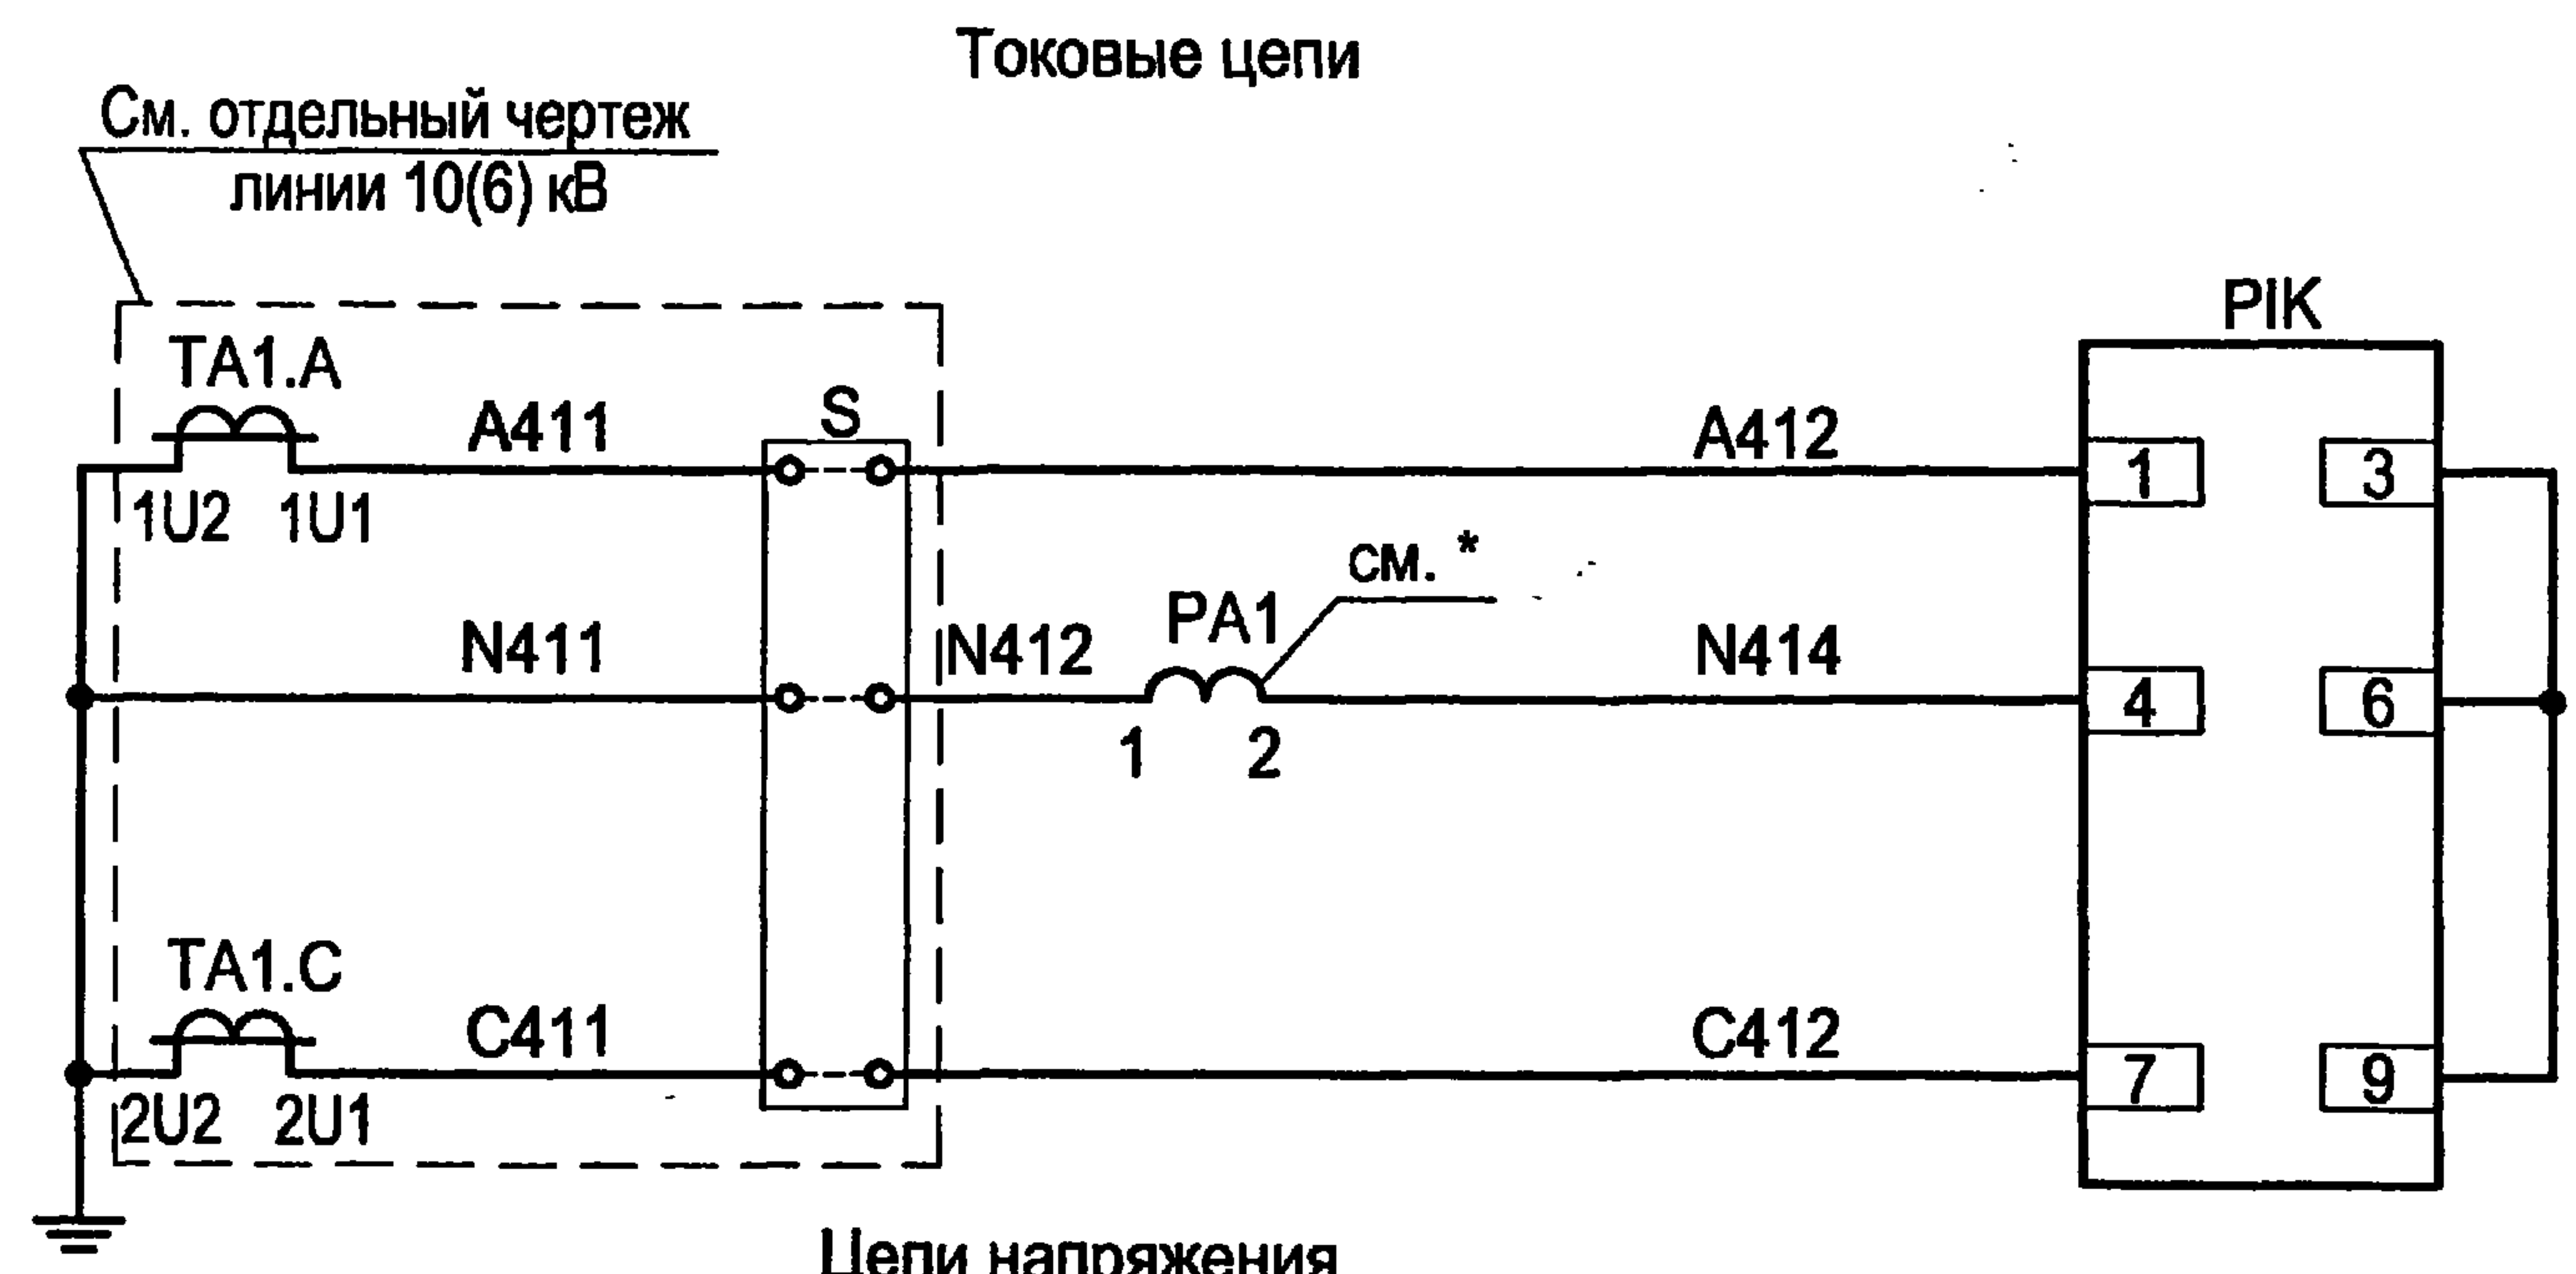 Токовые цепи
См. отдельный чертеж
линии 10(6) кВ
PIK
TA1.A
A411
S
A412
1
3
1U2
1U1
см. *
PA1
N411
N412
N414
4
6
1
2
TA1.C
C411
C412
7
9
2U2
2U1
Цепи напряжения